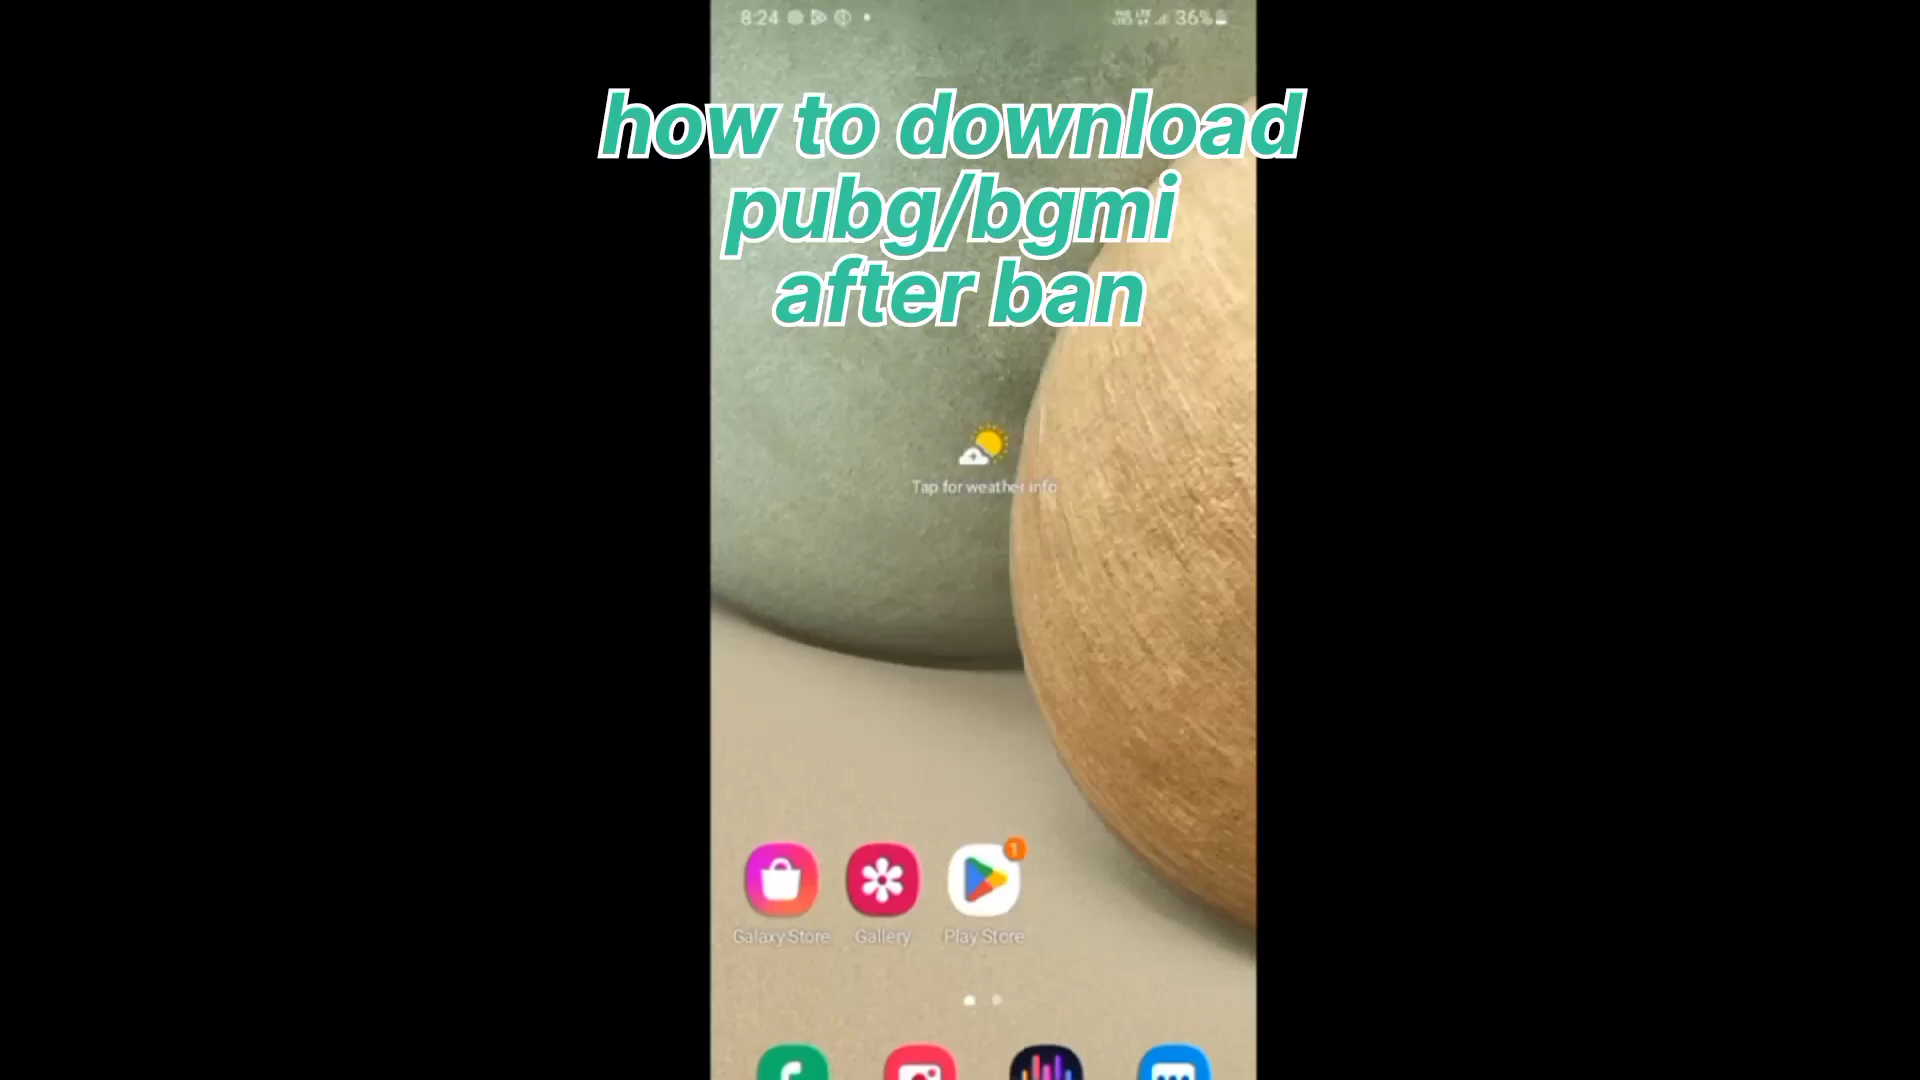 8:24
36%
how to download
pubg/bgmi
after ban
Tap for weather info
1
Galaxy Store
Gallery
Play Store